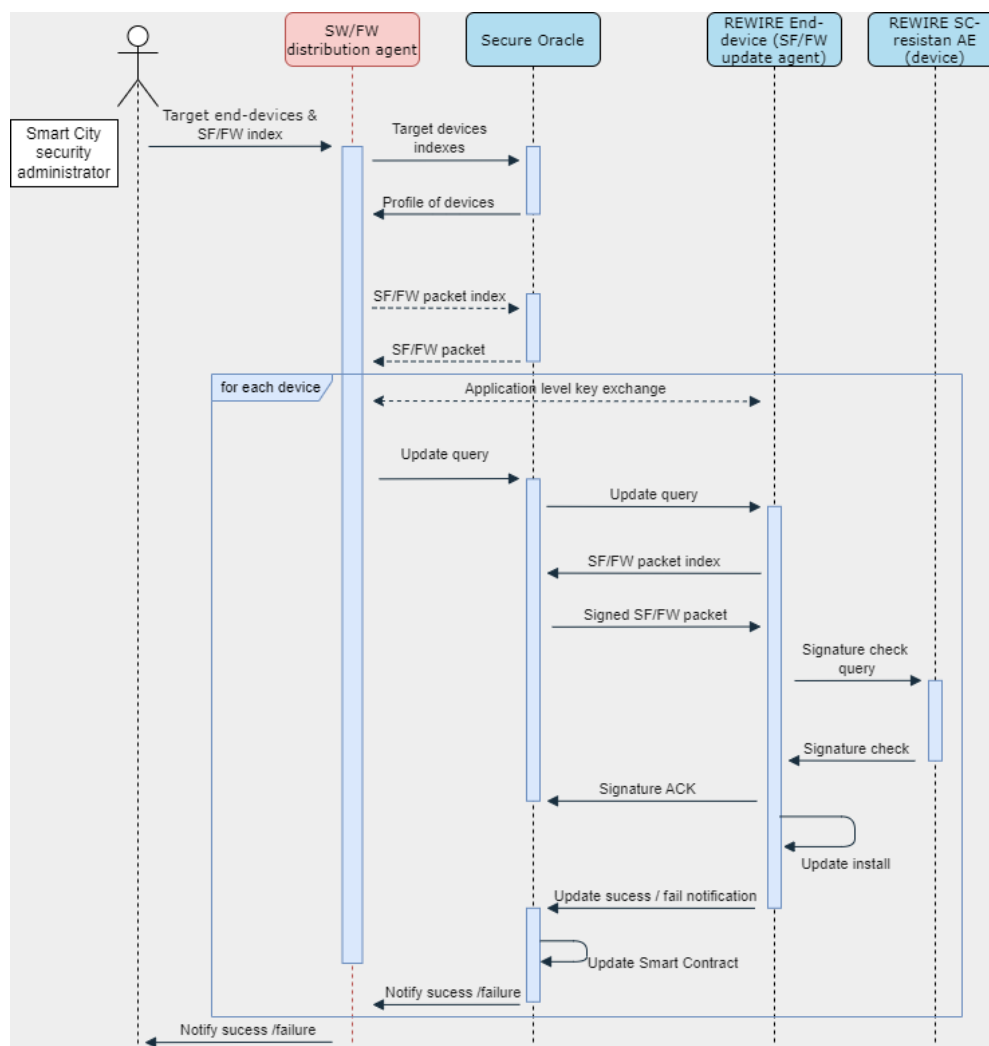 SW/FW
distribution agent
Secure Oracle
REWIRE End-
device (SF/FW
update agent)
REWIRE SC-
resistan AE
(device)
Smart City
security
administrator
Target end-devices &
SF/FW index
Target devices
indexes
Profile of devices
SF/FW packet index
SF/FW packet
for each device
Application level key exchange
Update query
Update query
SF/FW packet index
Signed SF/FW packet
Signature check
query
Signature check
Signature ACK
Update install
Update sucess / fail notification
Update Smart Contract
Notify sucess /failure
Notify sucess /failure